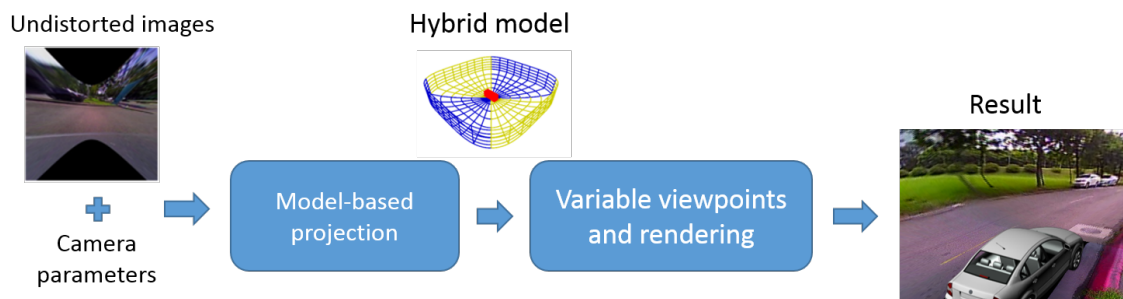 Undistorted images
Camera
parameters
Hybrid model
Model-based
projection
Variable viewpoints
and rendering
Result